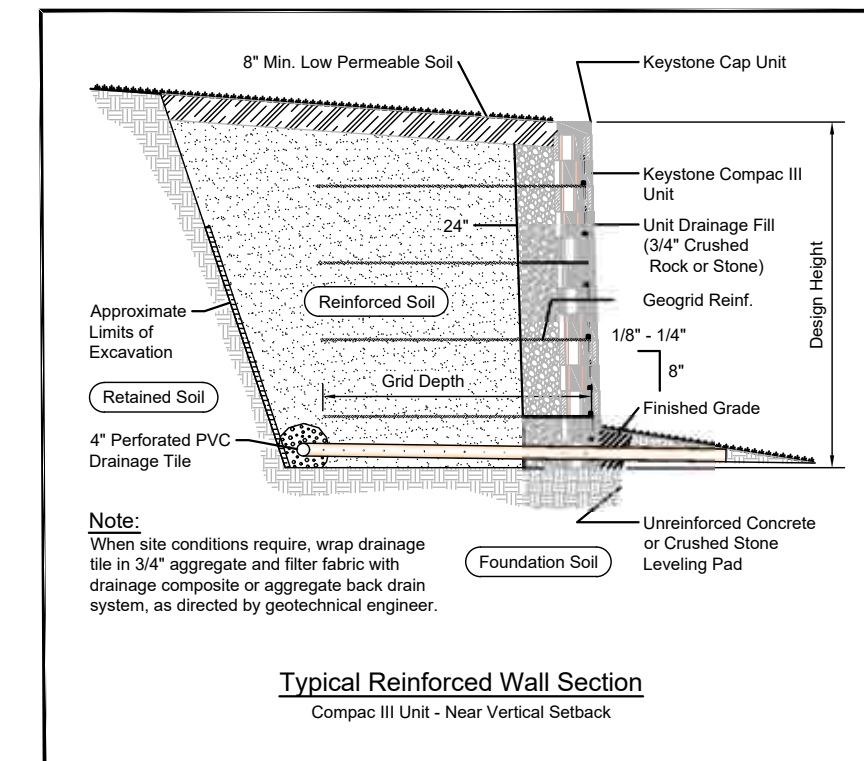 8" Min. Low Permeable Soil
Keystone Cap Unit
Keystone Compac III
Unit
24"
Unit Drainage Fill
(3/4" Crushed
Rock or Stone)
Design Height
Reinforced Soil
Geogrid Reinf.
Approximate
Limits of
Excavation
1/8" - 1/4"
8"
Grid Depth
Retained Soil
Finished Grade
4" Perforated PVC
Drainage Tile
Note:
When site conditions require, wrap drainage
tile in 3/4" aggregate and filter fabric with
drainage composite or aggregate back drain
system, as directed by geotechnical engineer.
Unreinforced Concrete
or Crushed Stone
Leveling Pad
Foundation Soil
Typical Reinforced Wall Section
Compac III Unit - Near Vertical Setback